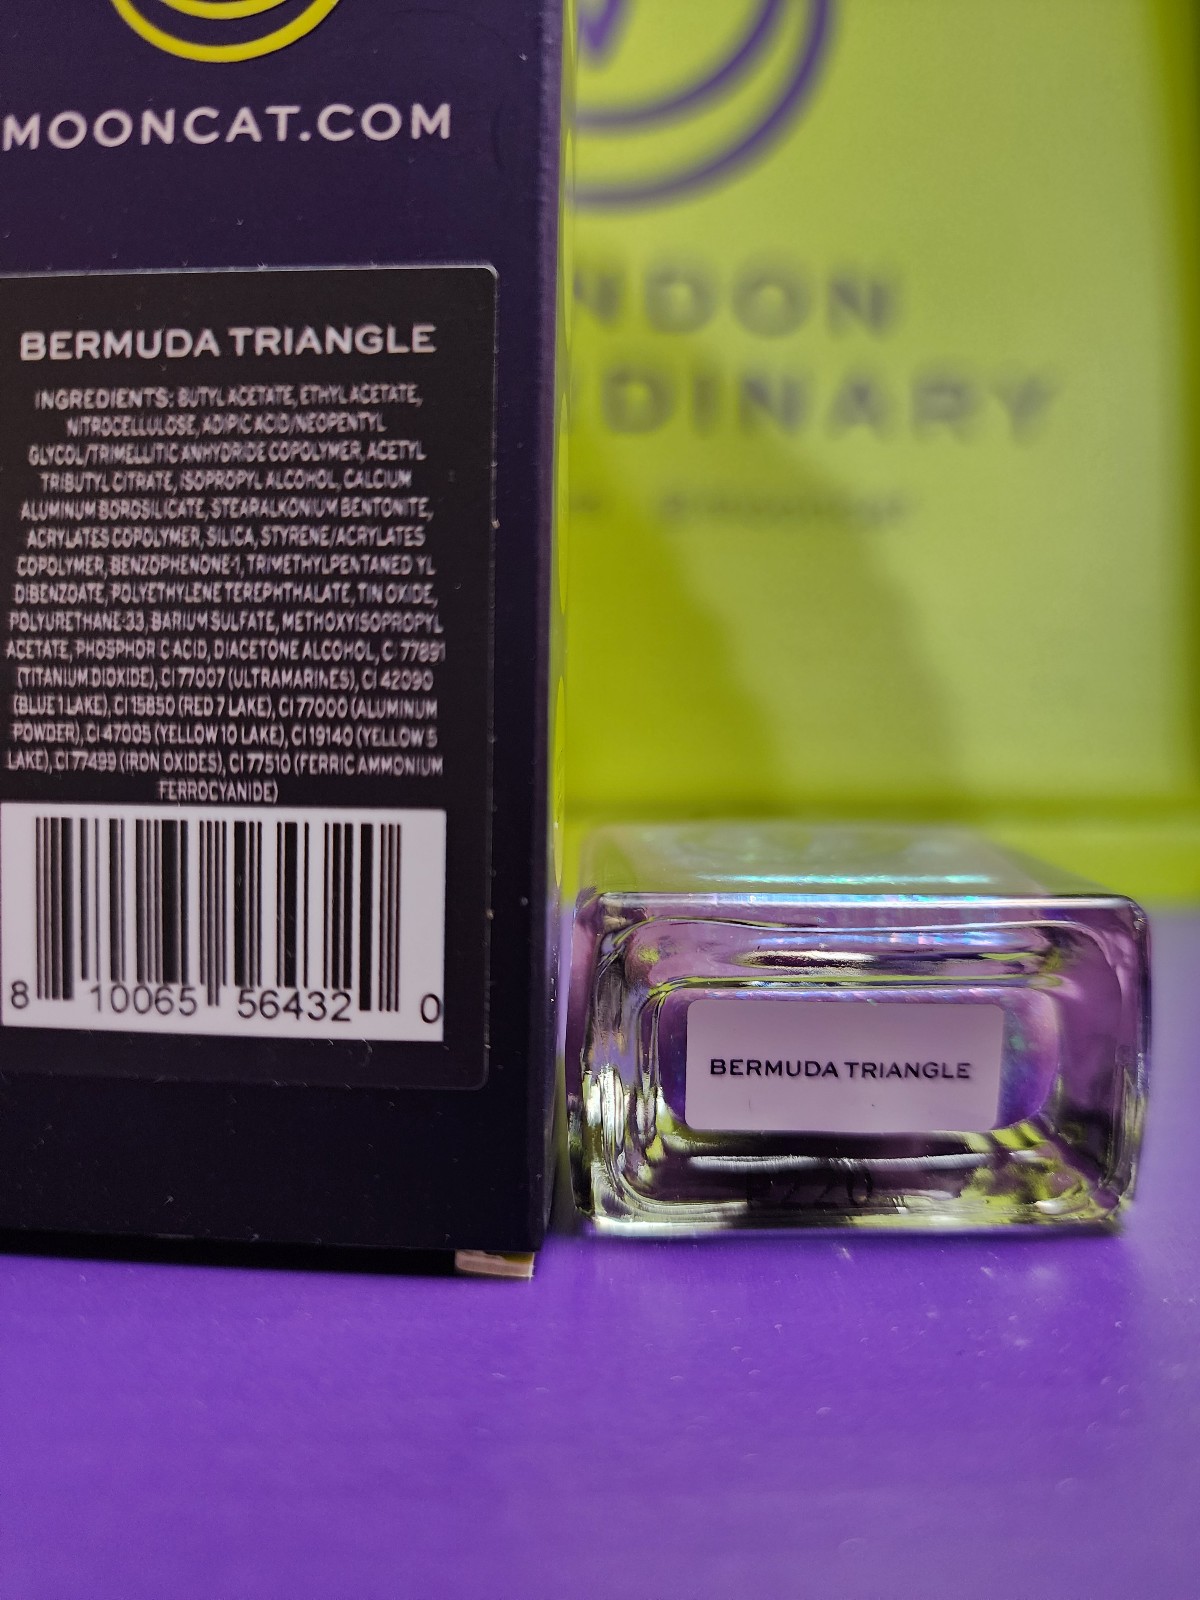 MOONCAT.COM
BERMUDA TRIANGLE
INGREDIENTS: BUTYL ACETATE, ETHYL ACETATE,
NITROCELLULOSE, ADIPIC ACID/NEOPENTYL
GLYCOL/TRIMELLITIC ANHYDRIDE COPOLYMER, ACETYL
TRIBUTYL CITRATE, ISOPROPYL ALCOHOL, CALCIUM
ALUMINUM BOROSILICATE, STEARALKONIUM BENTONITE,
ACRYLATES COPOLYMER, SILICA, STYRENE/ACRYLATES
COPOLYMER, BENZOPHENONE-1, TRIMETHYLPENTANEDIYL
DIBENZOATE, POLYETHYLENE TEREPHTHALATE, TIN OXIDE,
POLYURETHANE-33, BARIUM SULFATE, METHOXYISOPROPYL
ACETATE, PHOSPHORIC ACID, DIACETONE ALCOHOL, CI 77891
(TITANIUM DIOXIDE), CI 77007 (ULTRAMARINES), CI 42090
(BLUE 1 LAKE), CI 15850 (RED 7 LAKE), CI 77000 (ALUMINUM
POWDER), CI 47005 (YELLOW 10 LAKE), CI 19140 (YELLOW 5
LAKE), CI 77499 (IRON OXIDES), CI 77510 (FERRIC AMMONIUM
FERROCYANIDE)
8 10065 56432 0
NDON
DINARY
BERMUDA TRIANGLE